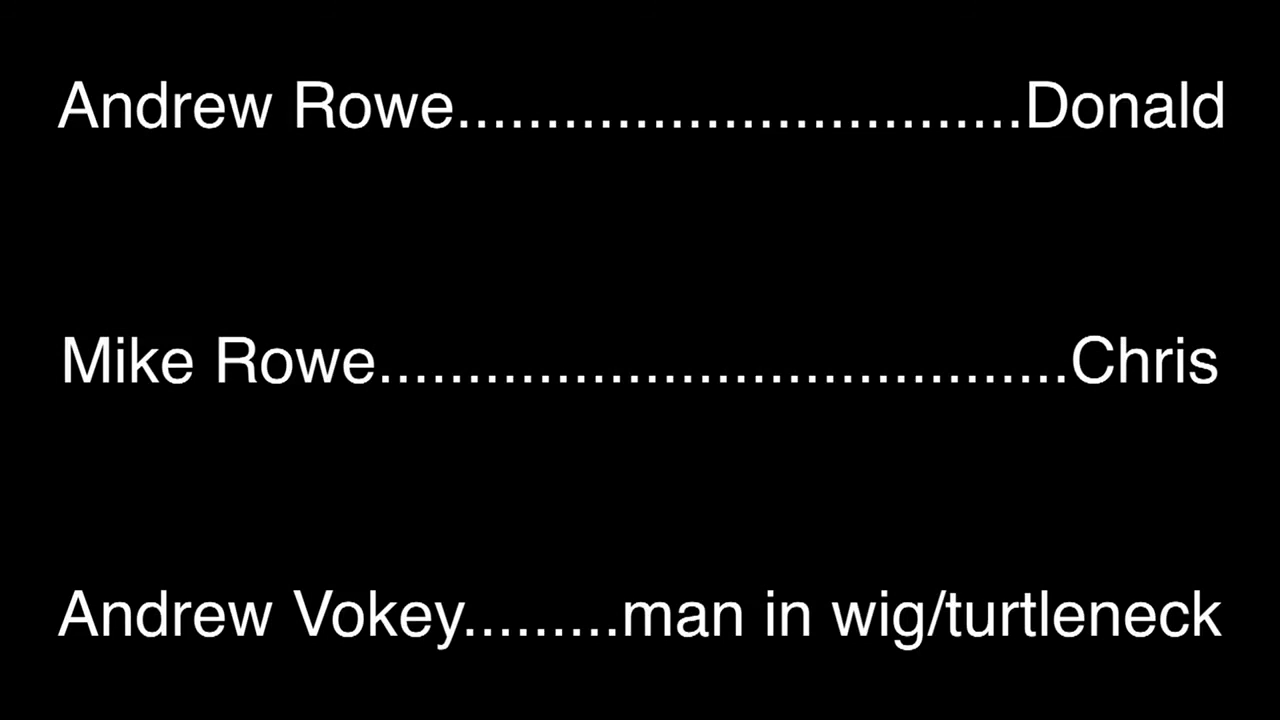 Andrew Rowe................................Donald
Mike Rowe.......................................Chris
Andrew Vokey.........man in wig/turtleneck